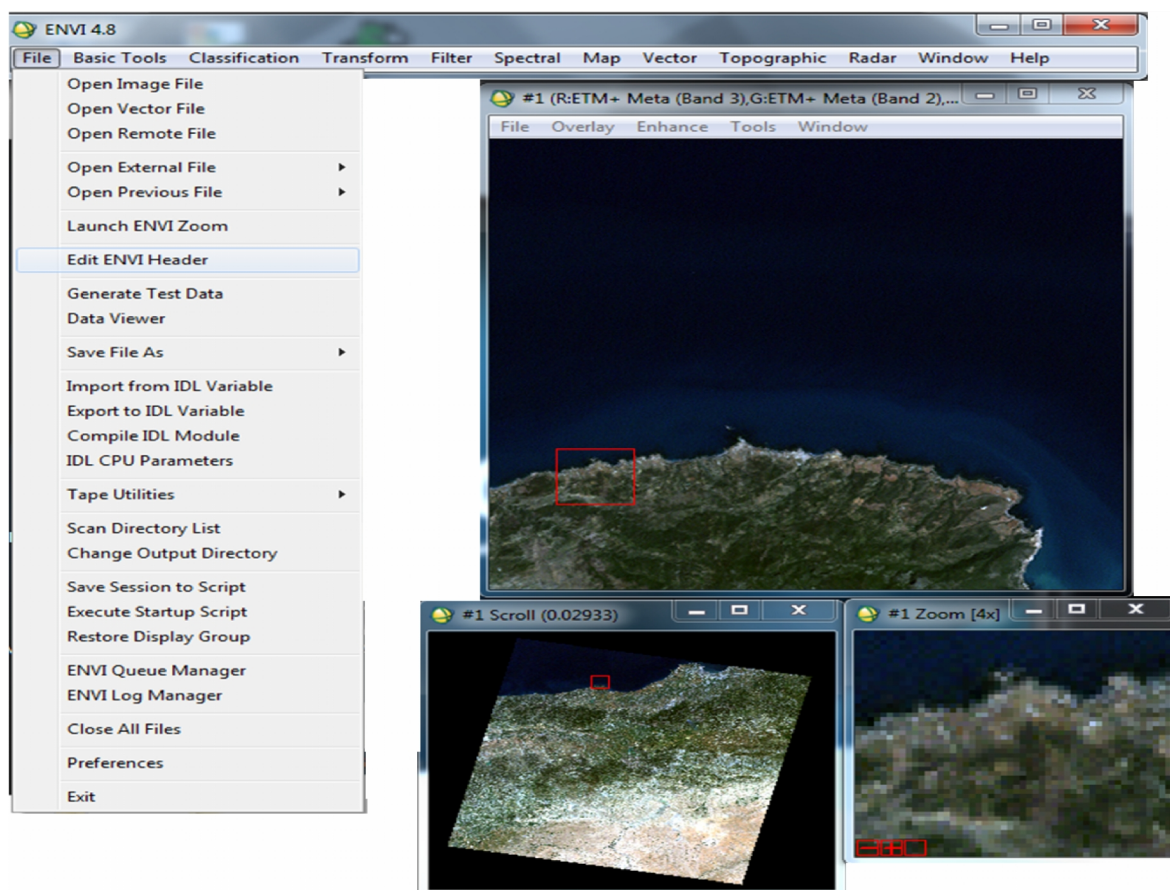 ENVI 4.8
File Basic Tools Classification Transform Filter Spectral Map Vector Topographic Radar Window Help
Open Image File
Open Vector File
Open Remote File
Open External File
Open Previous File
Launch ENVI Zoom
Edit ENVI Header
Generate Test Data
Data Viewer
Save File As
Import from IDL Variable
Export to IDL Variable
Compile IDL Module
IDL CPU Parameters
Tape Utilities
Scan Directory List
Change Output Directory
Save Session to Script
Execute Startup Script
Restore Display Group
ENVI Queue Manager
ENVI Log Manager
Close All Files
Preferences
Exit
#1 (R:ETM+ Meta (Band 3),G:ETM+ Meta (Band 2),...
File Overlay Enhance Tools Window
#1 Scroll (0.02933)
#1 Zoom [4x]